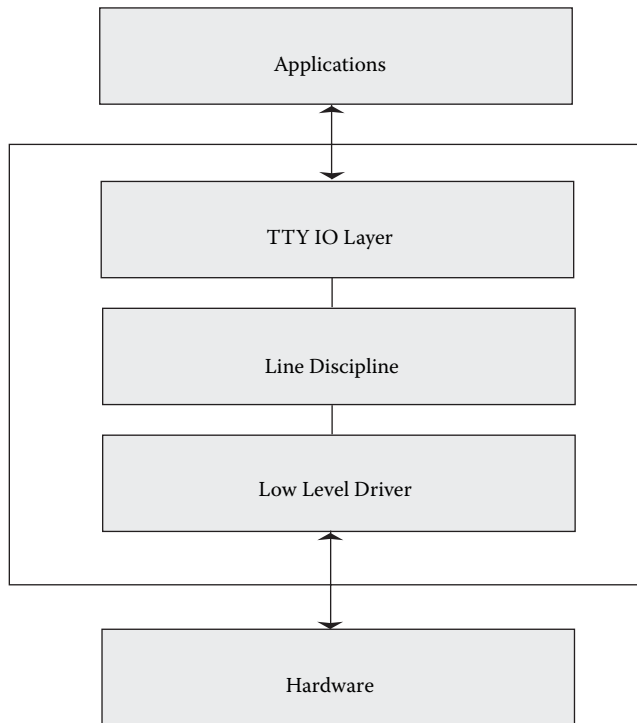 Applications
TTY IO Layer
Line Discipline
Low Level Driver
Hardware